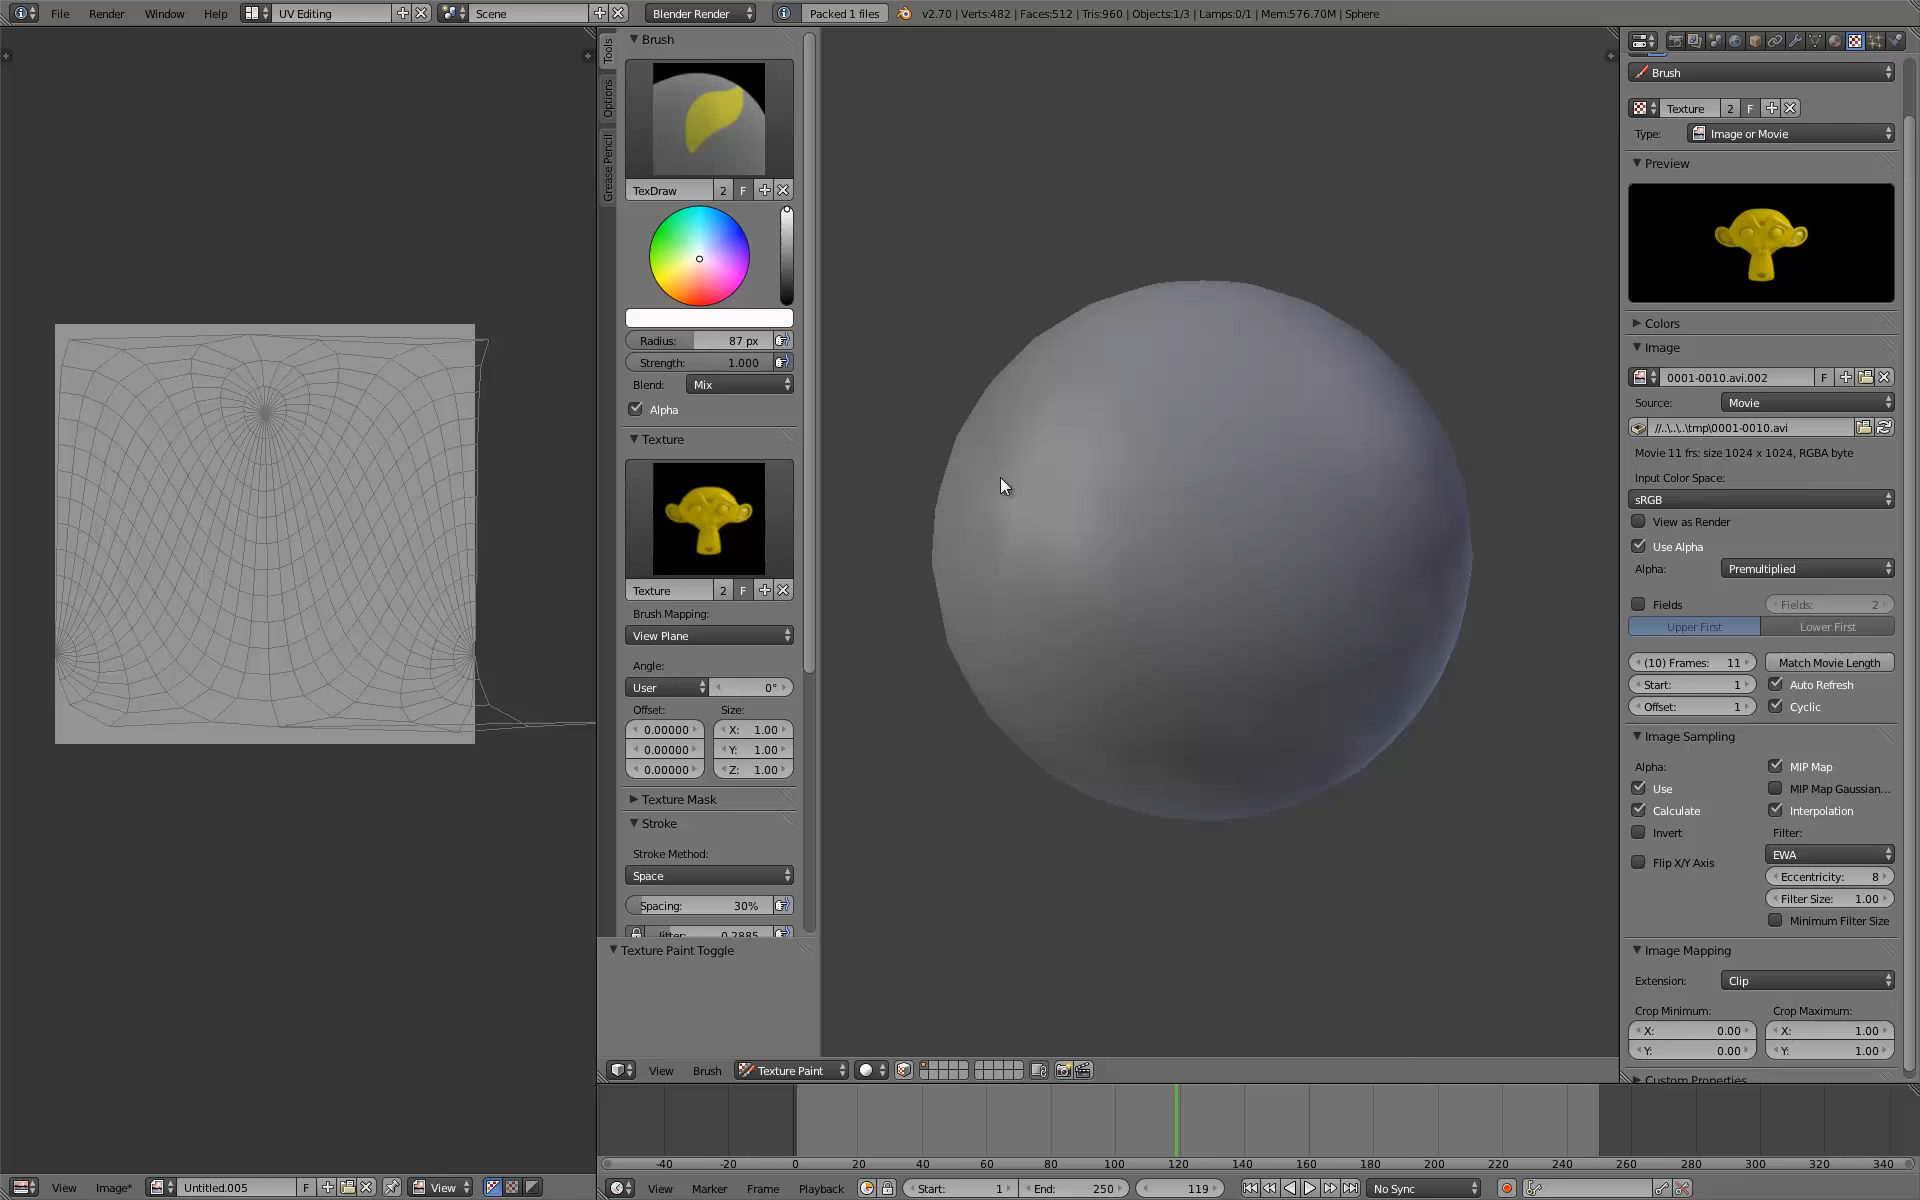 File Render Window Help UV Editing Scene Blender Render Packed 1 files v2.70 | Verts:482 | Faces:512 | Tris:960 | Objects:1/3 | Lamps:0/1 | Mem:576.70M | Sphere
Tools
Options
Grease Pencil
Brush
TexDraw 2 F
Radius: 87 px
Strength: 1.000
Blend: Mix
Alpha
Texture
Texture 2 F
Brush Mapping:
View Plane
Angle:
User 0°
Offset: Size:
0.00000 X: 1.00
0.00000 Y: 1.00
0.00000 Z: 1.00
Texture Mask
Stroke
Stroke Method:
Space
Spacing: 30%
Jitter: 0.2885
Texture Paint Toggle
Brush
Texture 2 F
Type: Image or Movie
Preview
Colors
Image
0001-0010.avi.002 F
Source: Movie
//..\..\..\tmp\0001-0010.avi
Movie 11 frs: size 1024 x 1024, RGBA byte
Input Color Space:
sRGB
View as Render
Use Alpha
Alpha: Premultiplied
Fields Fields: 2
Upper First Lower First
(10) Frames: 11 Match Movie Length
Start: 1 Auto Refresh
Offset: 1 Cyclic
Image Sampling
Alpha: MIP Map
Use MIP Map Gaussian...
Calculate Interpolation
Invert Filter:
EWA
Flip X/Y Axis
Eccentricity: 8
Filter Size: 1.00
Minimum Filter Size
Image Mapping
Extension: Clip
Crop Minimum: Crop Maximum:
X: 0.00 X: 1.00
Y: 0.00 Y: 1.00
Custom Properties
View Brush Texture Paint
-40 -20 0 20 40 60 80 100 120 140 160 180 200 220 240 260 280 300 320 340
View Image* Untitled.005 F View
View Marker Frame Playback Start: 1 End: 250 119 No Sync